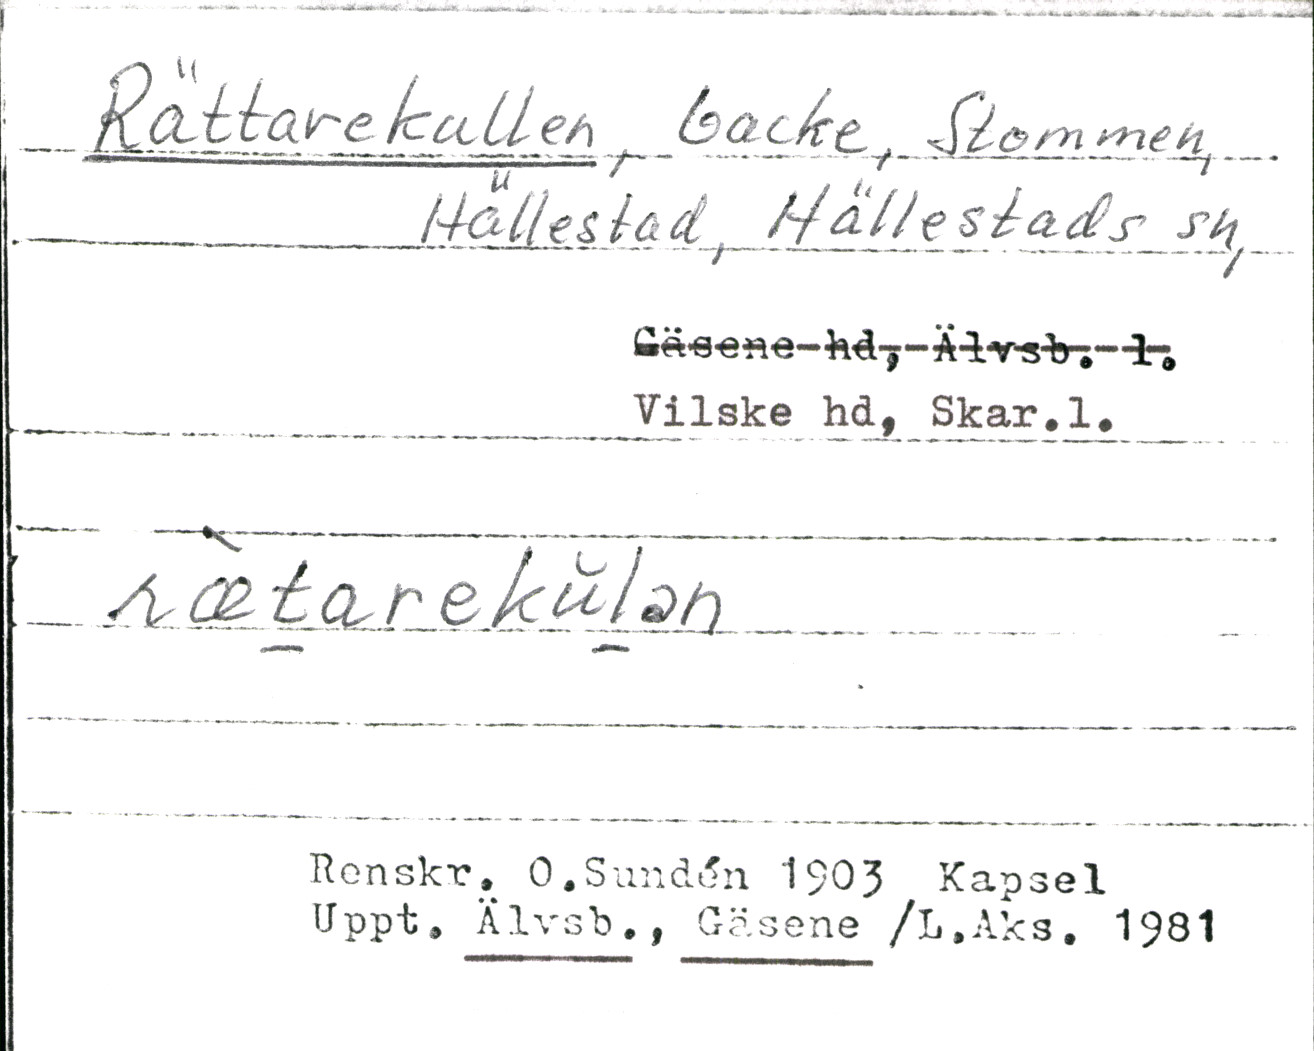 Rättarekullen, backe, Stommen,
Hällestad, Hällestads sn,
Gäsene hd, Älvsb. l.
Vilske hd, Skar.l.
rætarekŭlən
Renskr. O.Sundén 1903 Kapsel
Uppt. Älvsb., Gäsene /L.Aks. 1981